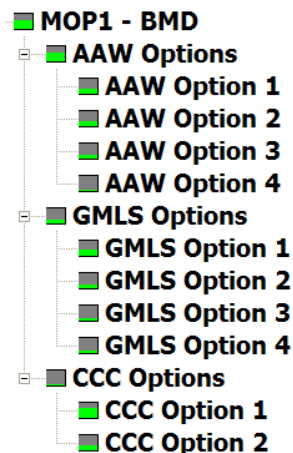 MOP1 - BMD
AAW Options
AAW Option 1
AAW Option 2
AAW Option 3
AAW Option 4
GMLS Options
GMLS Option 1
GMLS Option 2
GMLS Option 3
GMLS Option 4
CCC Options
CCC Option 1
CCC Option 2